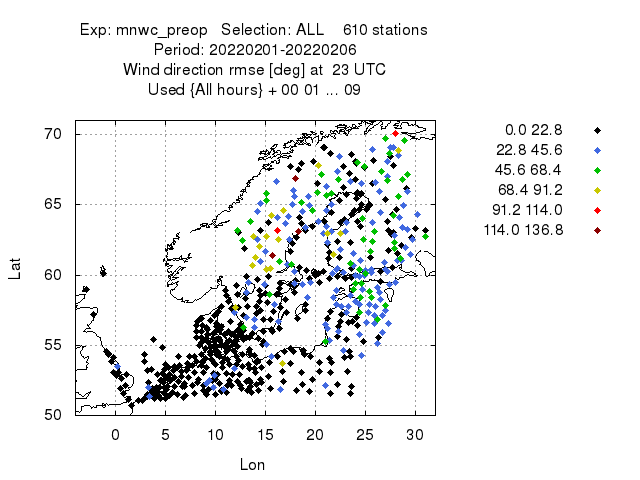 Exp: mnwc_preop Selection: ALL 610 stations
Period: 20220201-20220206
Wind direction rmse [deg] at 23 UTC
Used {All hours} + 00 01 ... 09
0.0 22.8
22.8 45.6
45.6 68.4
68.4 91.2
91.2 114.0
114.0 136.8
Lat
70
65
60
55
50
0 5 10 15 20 25 30
Lon